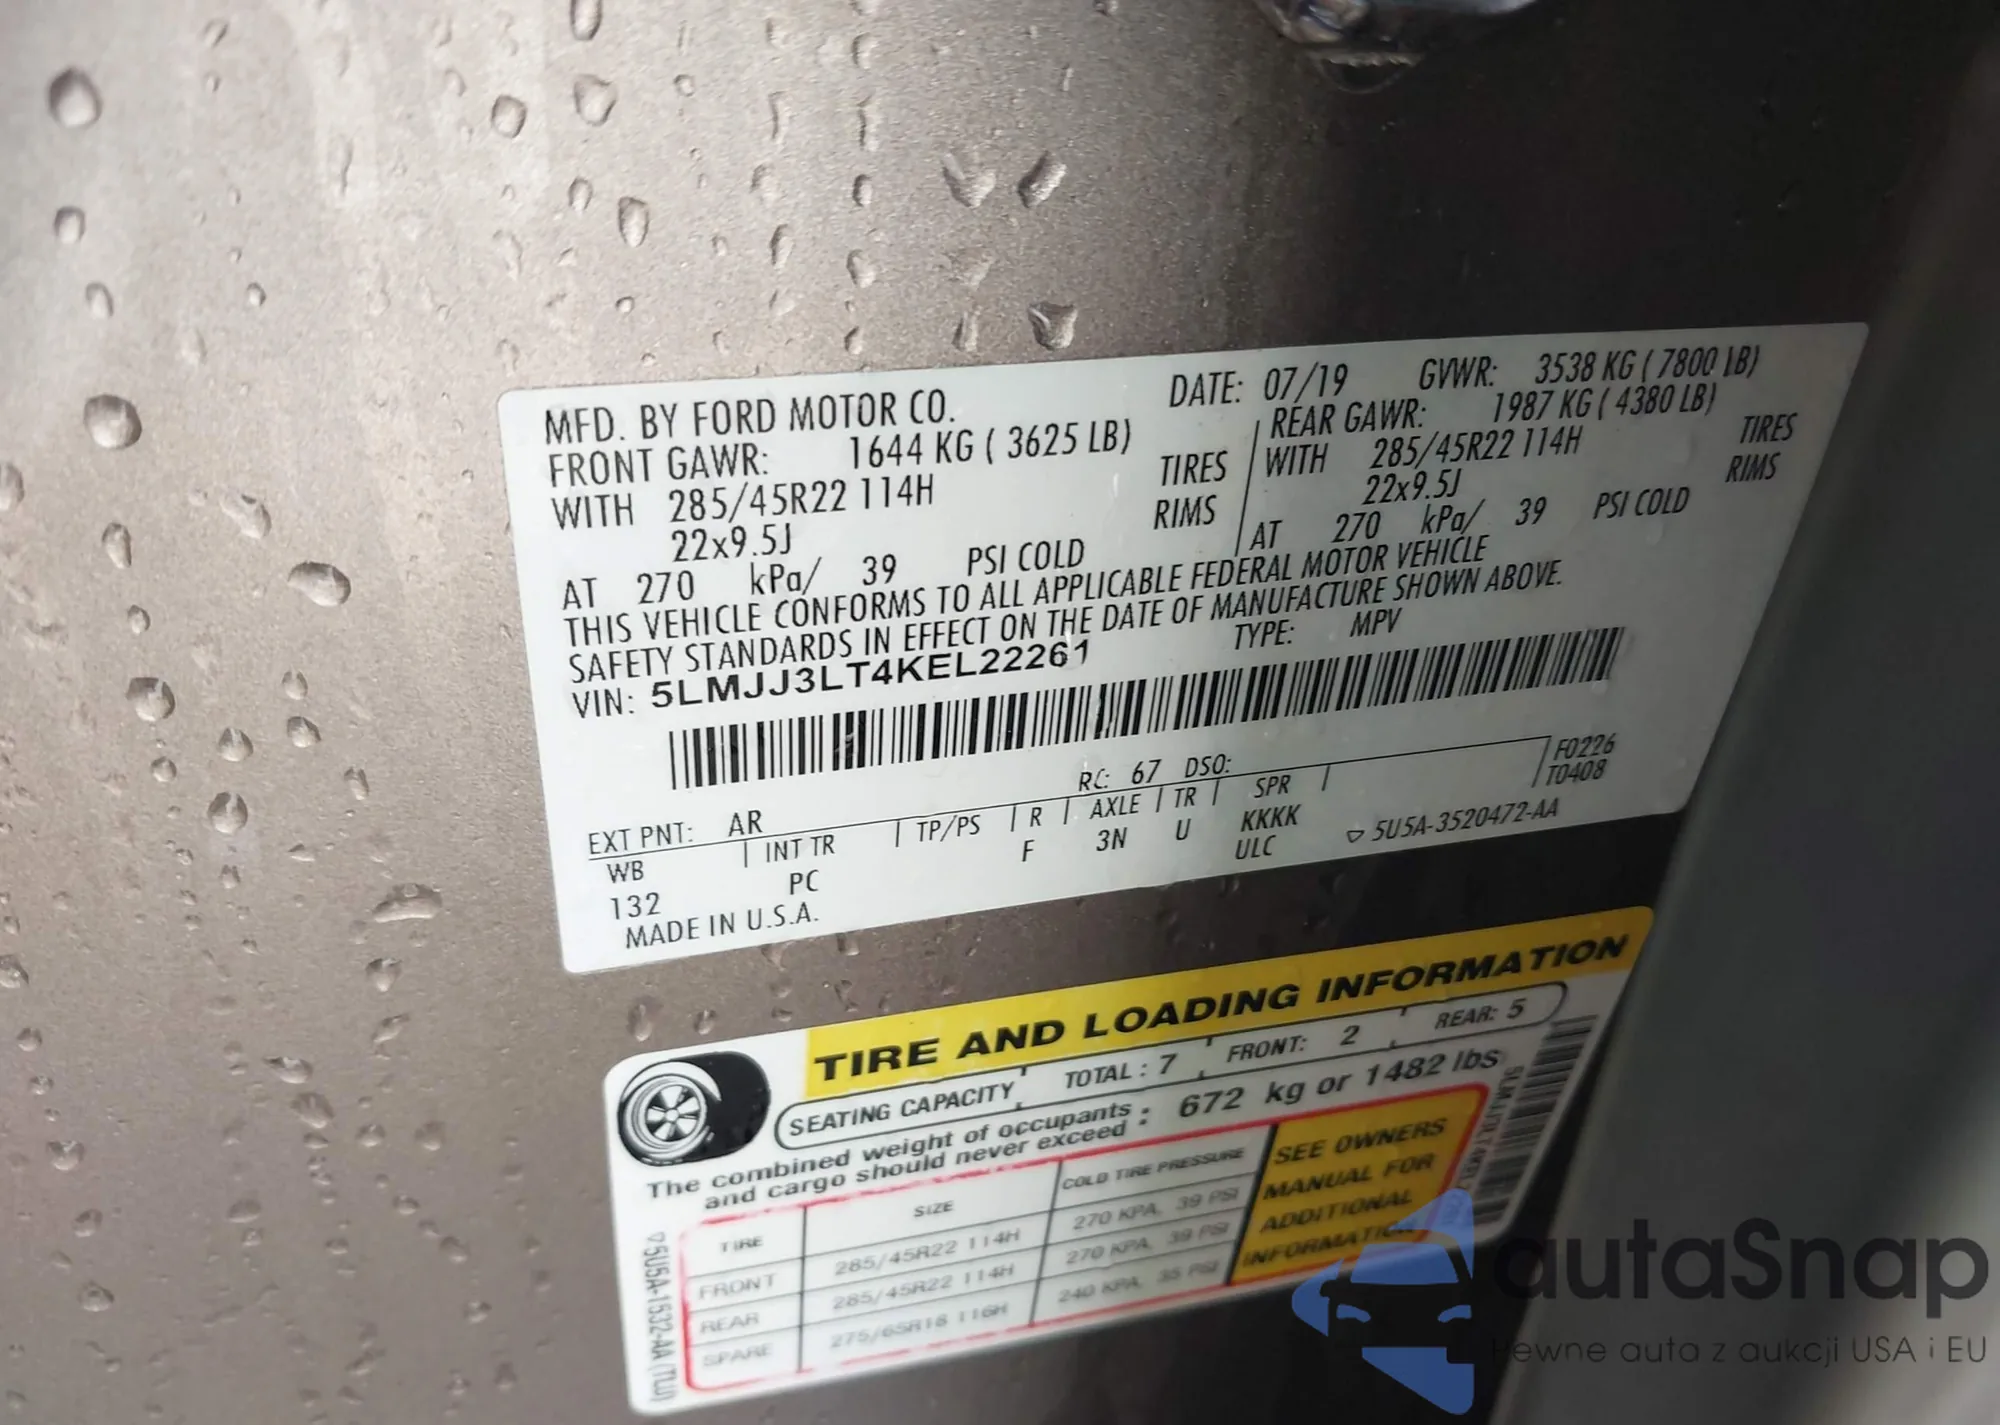 MFD. BY FORD MOTOR CO.
DATE: 07/19 GVWR: 3538 KG ( 7800 LB)
FRONT GAWR: 1644 KG ( 3625 LB)
WITH 285/45R22 114H TIRES
22x9.5J RIMS
AT 270 kPa/ 39 PSI COLD
REAR GAWR: 1987 KG ( 4380 LB)
WITH 285/45R22 114H TIRES
22x9.5J RIMS
AT 270 kPa/ 39 PSI COLD
THIS VEHICLE CONFORMS TO ALL APPLICABLE FEDERAL MOTOR VEHICLE
SAFETY STANDARDS IN EFFECT ON THE DATE OF MANUFACTURE SHOWN ABOVE.
VIN: 5LMJJ3LT4KEL22261 TYPE: MPV
F0226
T0408
EXT PNT: AR RC: 67 DSO:
WB INT TR TP/PS R AXLE TR SPR
132 PC F 3N U KKKK
ULC
MADE IN U.S.A.
5U5A-3520472-AA
TIRE AND LOADING INFORMATION
SEATING CAPACITY TOTAL : 7 FRONT: 2 REAR: 5
The combined weight of occupants
and cargo should never exceed : 672 kg or 1482 lbs
TIRE SIZE COLD TIRE PRESSURE
FRONT 285/45R22 114H 270 KPA, 39 PSI
REAR 285/45R22 114H 270 KPA, 39 PSI
SPARE 275/65R18 116H 240 KPA, 35 PSI
SEE OWNERS
MANUAL FOR
ADDITIONAL
INFORMATION
5U5A-1532-AA (TLU)
autaSnap
Pewne auta z aukcji USA i EU